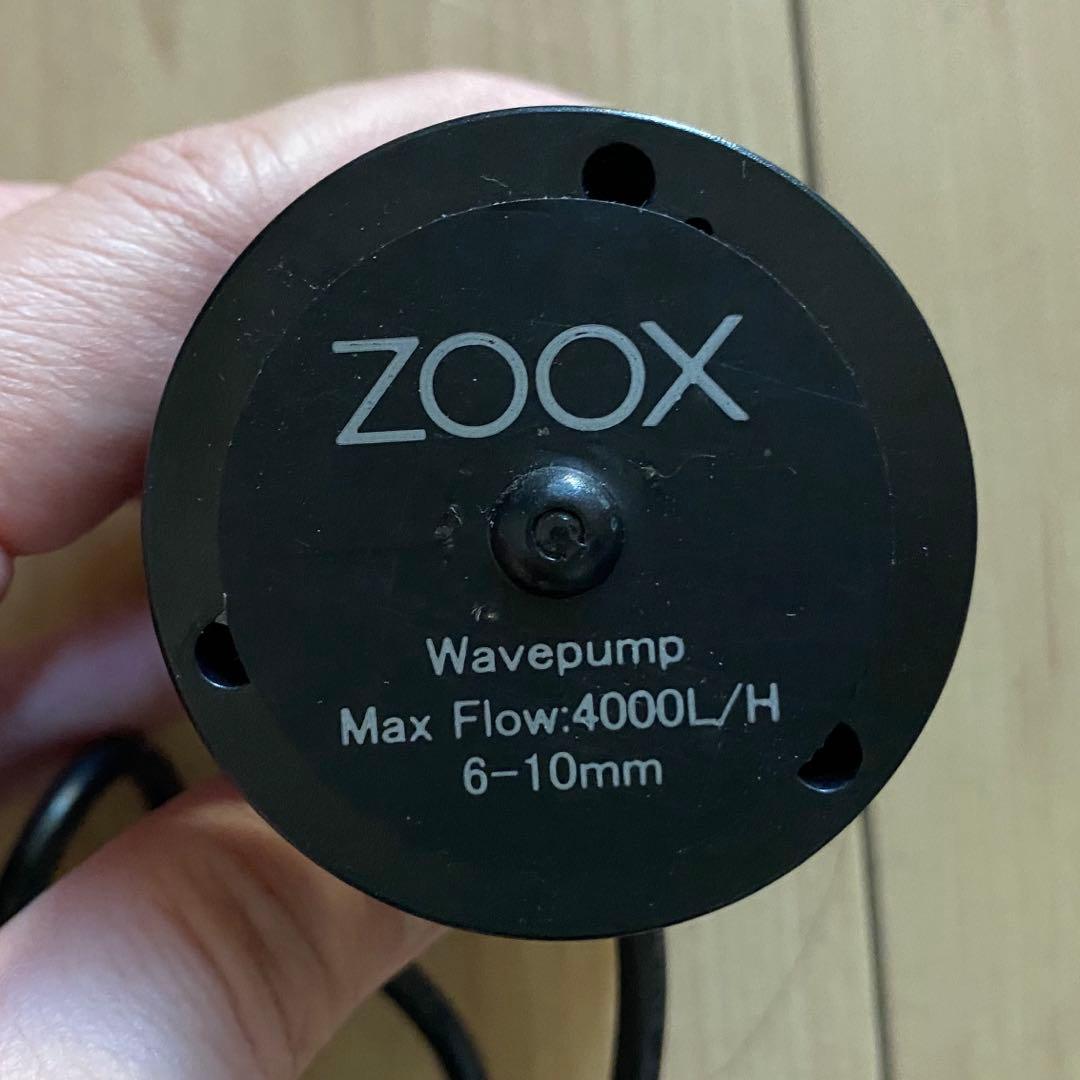 ZOOX
Wavepump
Max Flow:4000L/H
6-10mm